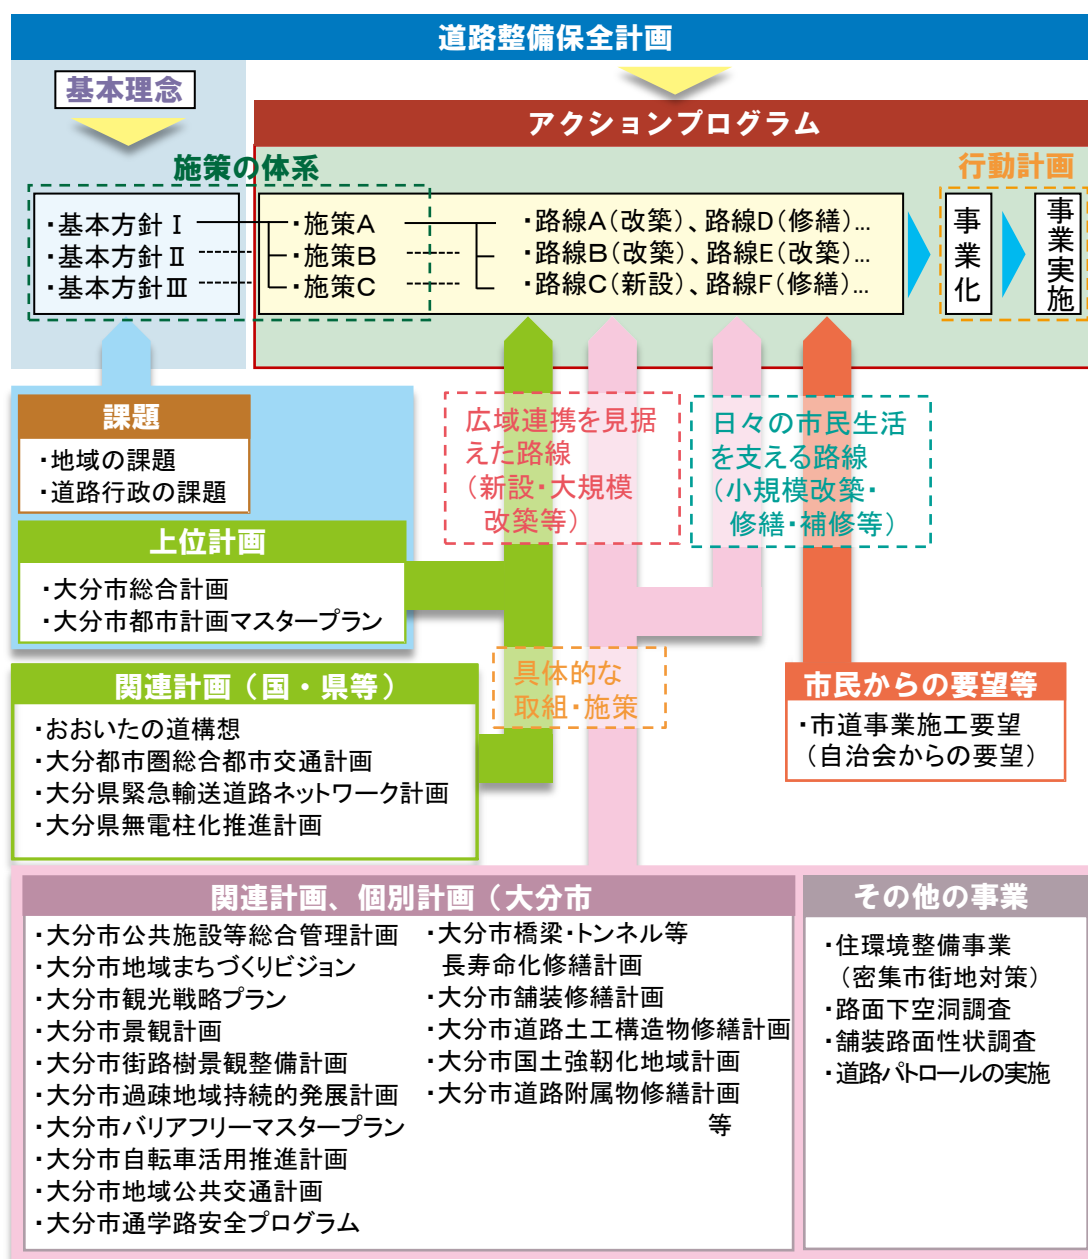 道路整備保全計画
基本理念
アクションプログラム
施策の体系
行動計画
・基本方針Ⅰ
・基本方針Ⅱ
・基本方針Ⅲ
・施策A
・施策B
・施策C
・路線A(改築)、路線D(修繕)…
・路線B(改築)、路線E(改築)…
・路線C(新設)、路線F(修繕)…
事業化
事業実施
課題
・地域の課題
・道路行政の課題
広域連携を見据
えた路線
(新設・大規模
改築等)
日々の市民生活
を支える路線
(小規模改築・
修繕・補修等)
上位計画
・大分市総合計画
・大分市都市計画マスタープラン
具体的な
取組・施策
関連計画(国・県等)
・おおいたの道構想
・大分都市圏総合都市交通計画
・大分県緊急輸送道路ネットワーク計画
・大分県無電柱化推進計画
市民からの要望等
・市道事業施工要望
(自治会からの要望)
関連計画、個別計画(大分市
・大分市公共施設等総合管理計画
・大分市地域まちづくりビジョン
・大分市観光戦略プラン
・大分市景観計画
・大分市街路樹景観整備計画
・大分市過疎地域持続的発展計画
・大分市バリアフリーマスタープラン
・大分市自転車活用推進計画
・大分市地域公共交通計画
・大分市通学路安全プログラム
・大分市橋梁・トンネル等
長寿命化修繕計画
・大分市舗装修繕計画
・大分市道路土工構造物修繕計画
・大分市国土強靱化地域計画
・大分市道路附属物修繕計画
等
その他の事業
・住環境整備事業
(密集市街地対策)
・路面下空洞調査
・舗装路面性状調査
・道路パトロールの実施